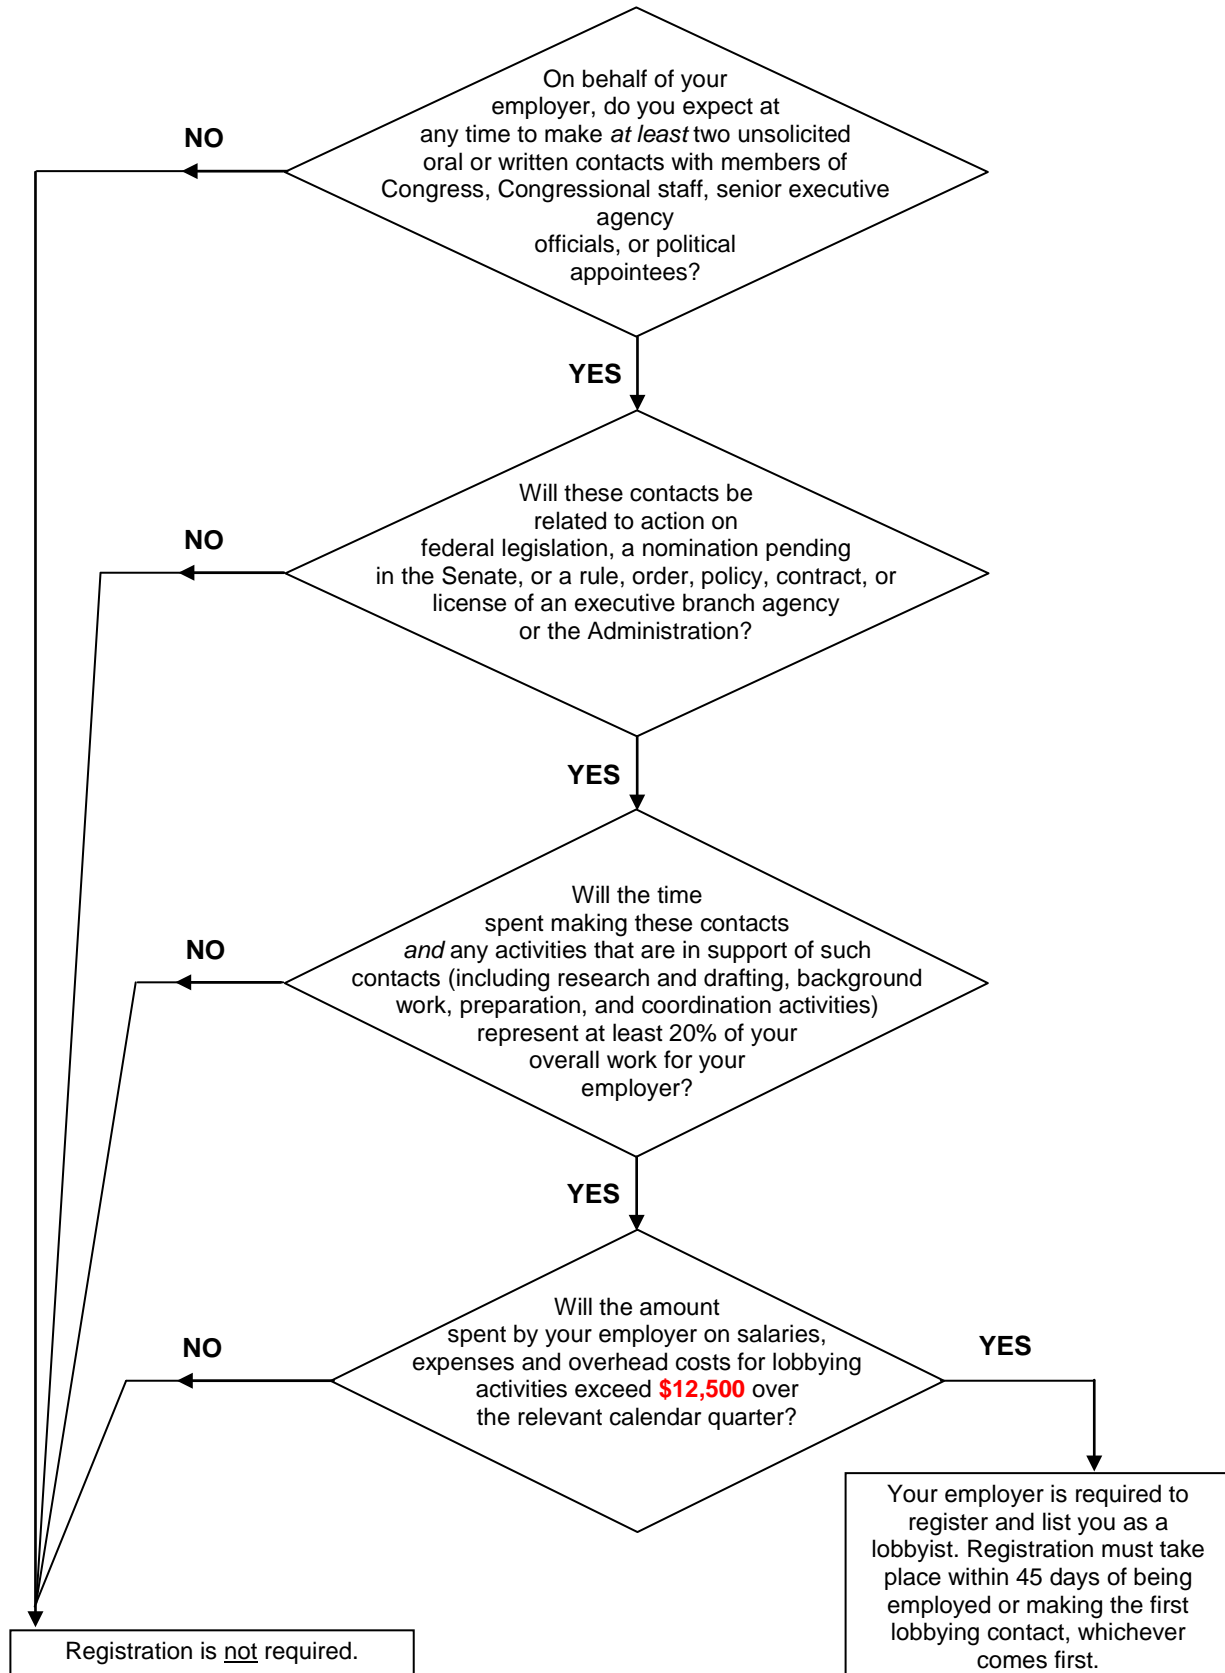 On behalf of your
employer, do you expect at
any time to make at least two unsolicited
oral or written contacts with members of
Congress, Congressional staff, senior executive
agency
officials, or political
appointees?
NO
YES
Will these contacts be
related to action on
federal legislation, a nomination pending
in the Senate, or a rule, order, policy, contract, or
license of an executive branch agency
or the Administration?
NO
YES
Will the time
spent making these contacts
and any activities that are in support of such
contacts (including research and drafting, background
work, preparation, and coordination activities)
represent at least 20% of your
overall work for your
employer?
NO
YES
Will the amount
spent by your employer on salaries,
expenses and overhead costs for lobbying
activities exceed $12,500 over
the relevant calendar quarter?
NO
YES
Your employer is required to
register and list you as a
lobbyist. Registration must take
place within 45 days of being
employed or making the first
lobbying contact, whichever
comes first.
Registration is not required.